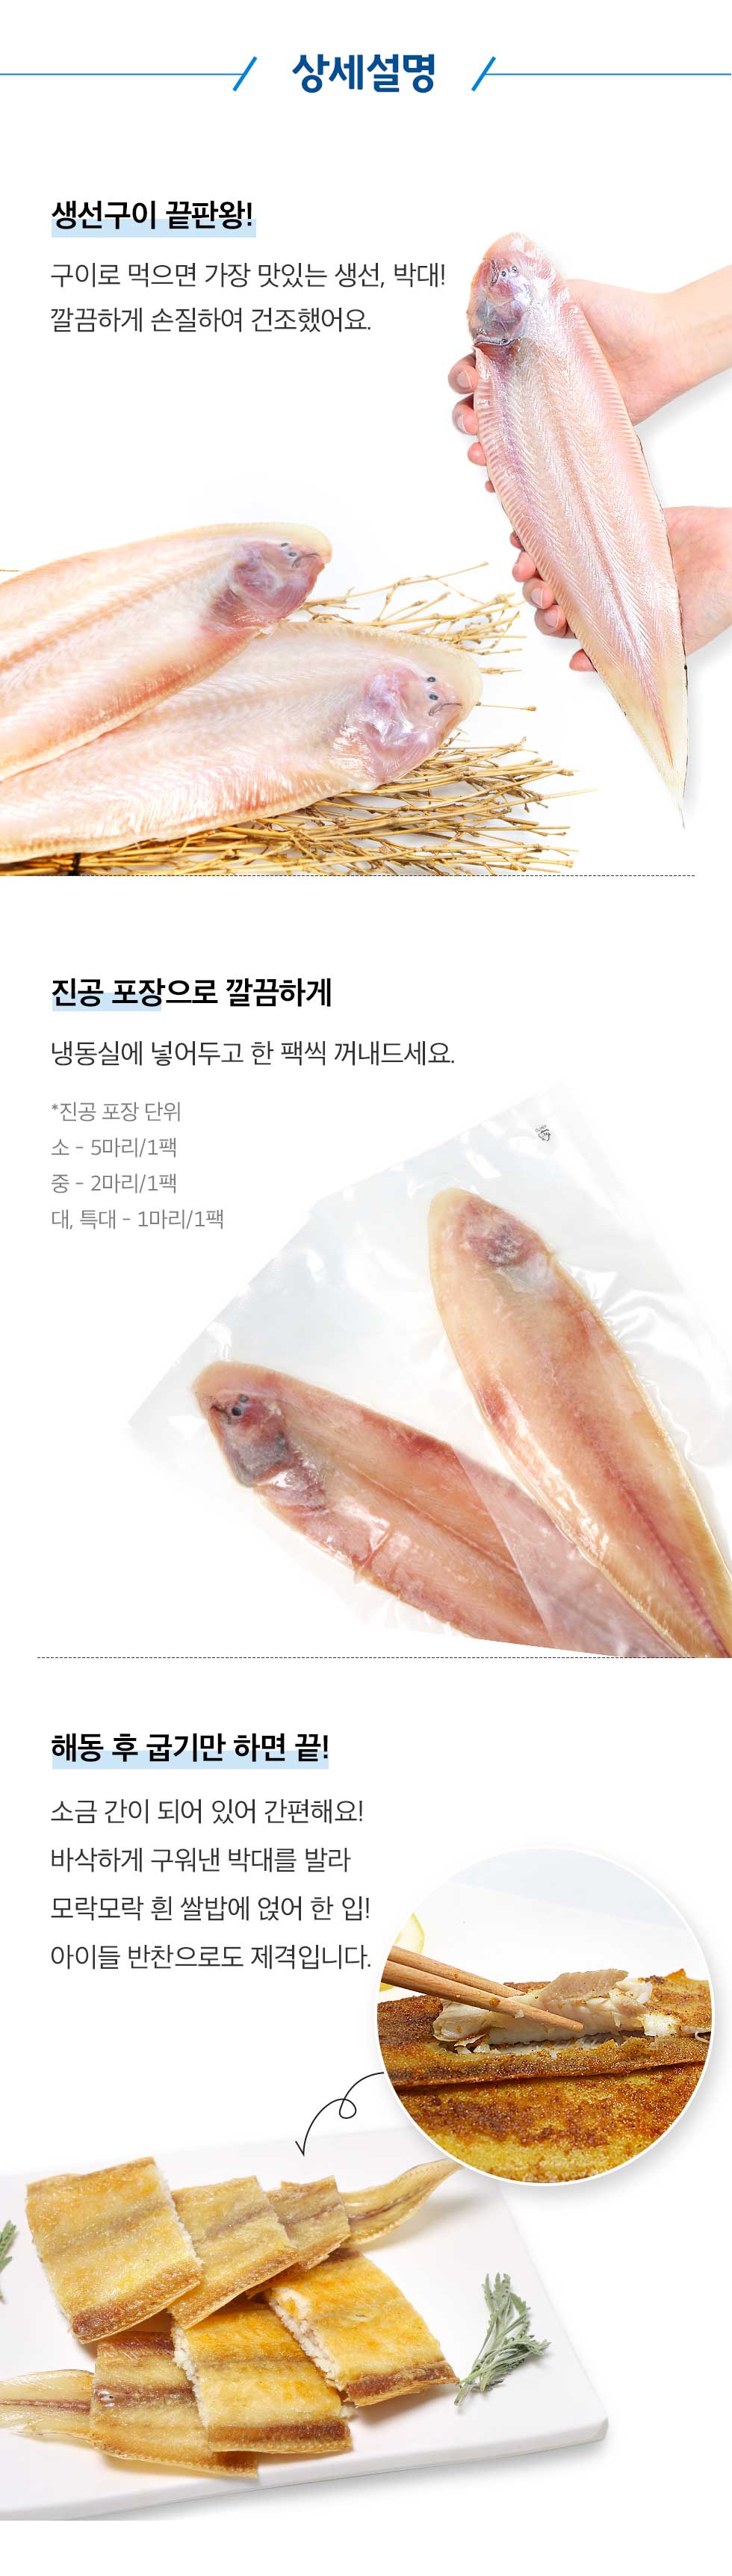 상세설명
생선구이 끝판왕!
구이로 먹으면 가장 맛있는 생선, 박대!
깔끔하게 손질하여 건조했어요.
진공 포장으로 깔끔하게
냉동실에 넣어두고 한 팩씩 꺼내드세요.
*진공 포장 단위
소 - 5마리/1팩
중 - 2마리/1팩
대, 특대 - 1마리/1팩
해동 후 굽기만 하면 끝!
소금 간이 되어 있어 간편해요!
바삭하게 구워낸 박대를 발라
모락모락 흰 쌀밥에 얹어 한 입!
아이들 반찬으로도 제격입니다.